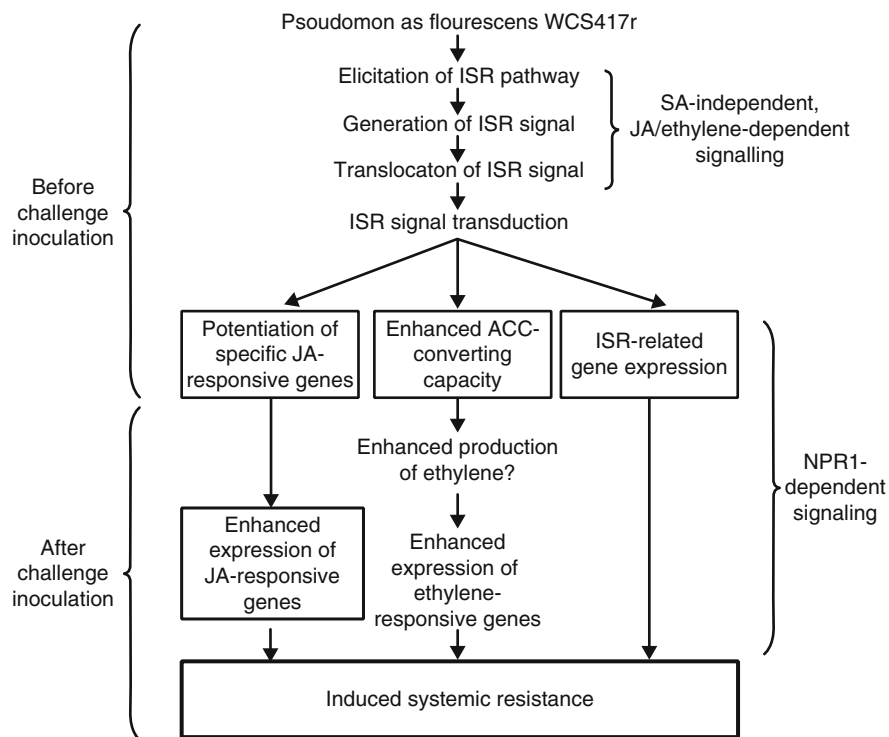 Psoudomon as flourescens WCS417r
Elicitation of ISR pathway
Generation of ISR signal
Translocaton of ISR signal
SA-independent,
JA/ethylene-dependent
signalling
Before
challenge
inoculation
ISR signal transduction
Potentiation of
specific JA-
responsive genes
Enhanced ACC-
converting
capacity
ISR-related
gene expression
Enhanced production
of ethylene?
NPR1-
dependent
signaling
After
challenge
inoculation
Enhanced
expression of
JA-responsive
genes
Enhanced
expression of
ethylene-
responsive genes
Induced systemic resistance